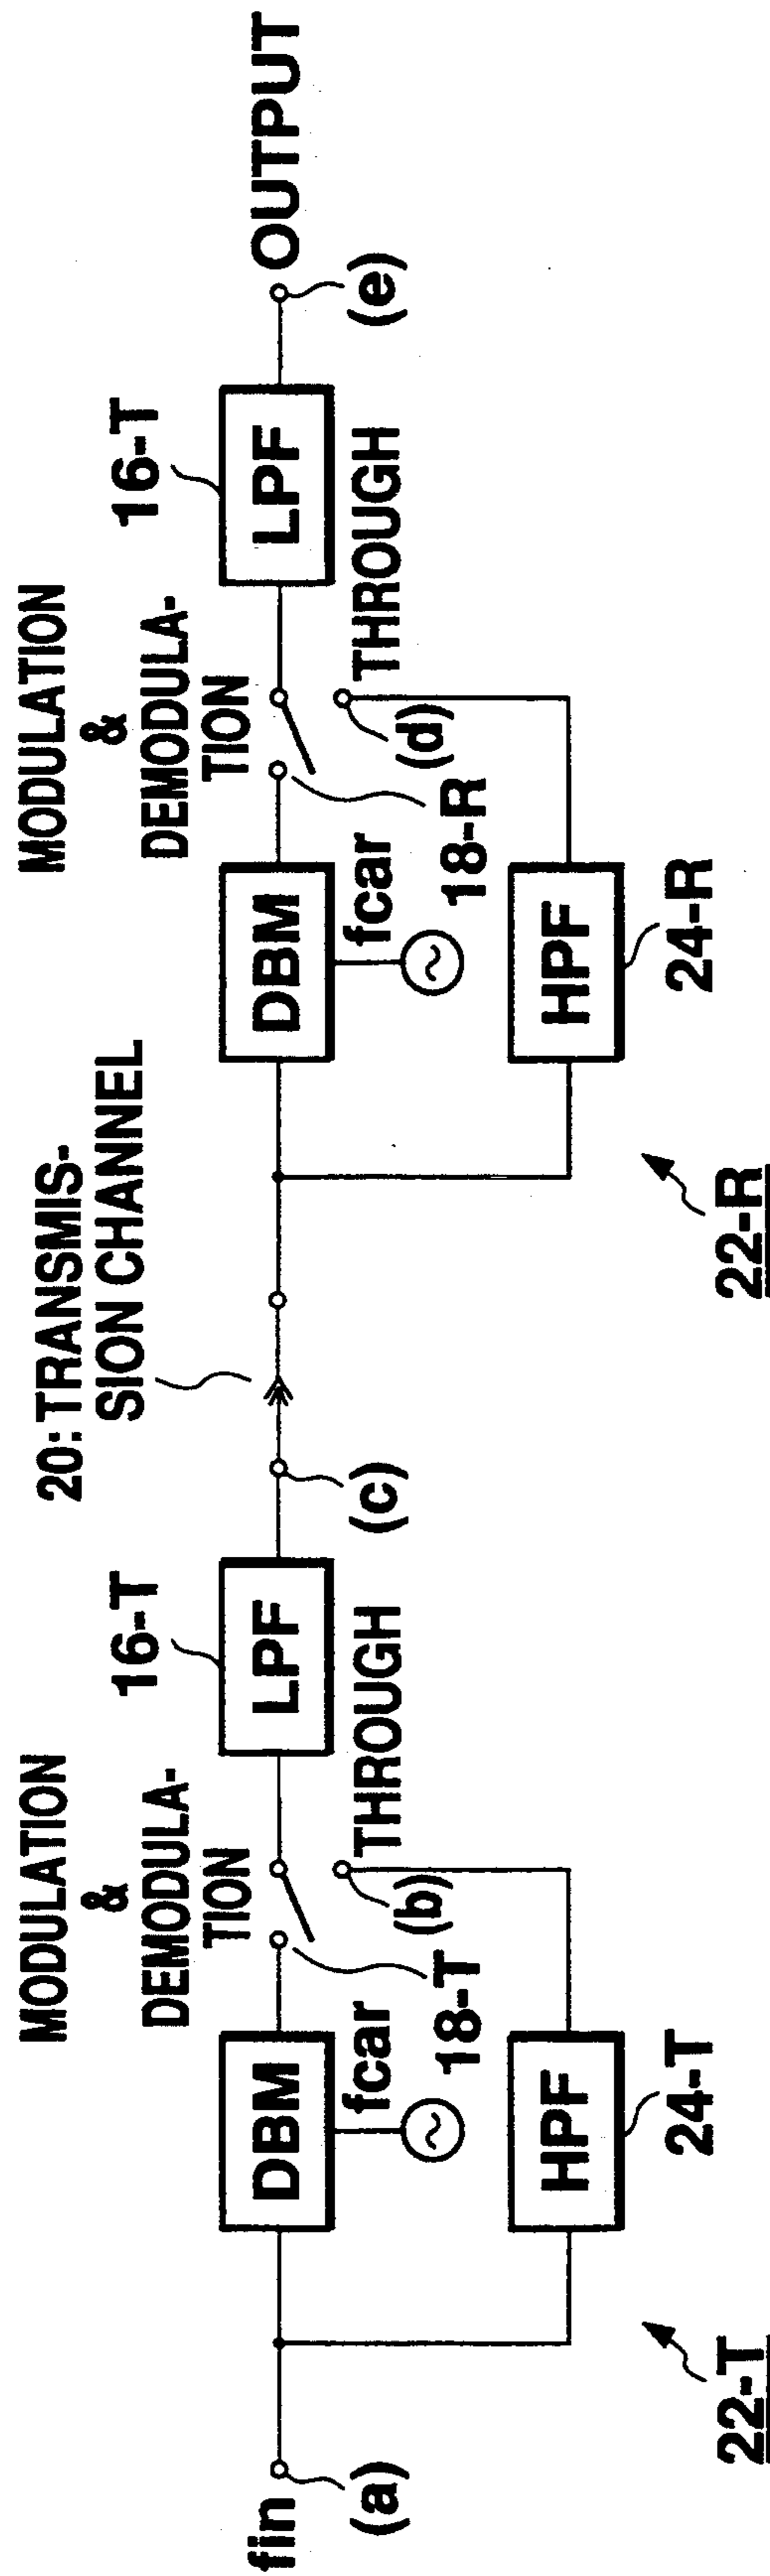 fin
(a)
22-T
DBM
fcar
18-T
HPF
24-T
MODULATION
&
DEMODULA-
TION
(b)
THROUGH
16-T
LPF
(c)
20: TRANSMIS-
SION CHANNEL
22-R
DBM
fcar
18-R
HPF
24-R
MODULATION
&
DEMODULA-
TION
(d)
THROUGH
16-T
LPF
(e)
OUTPUT